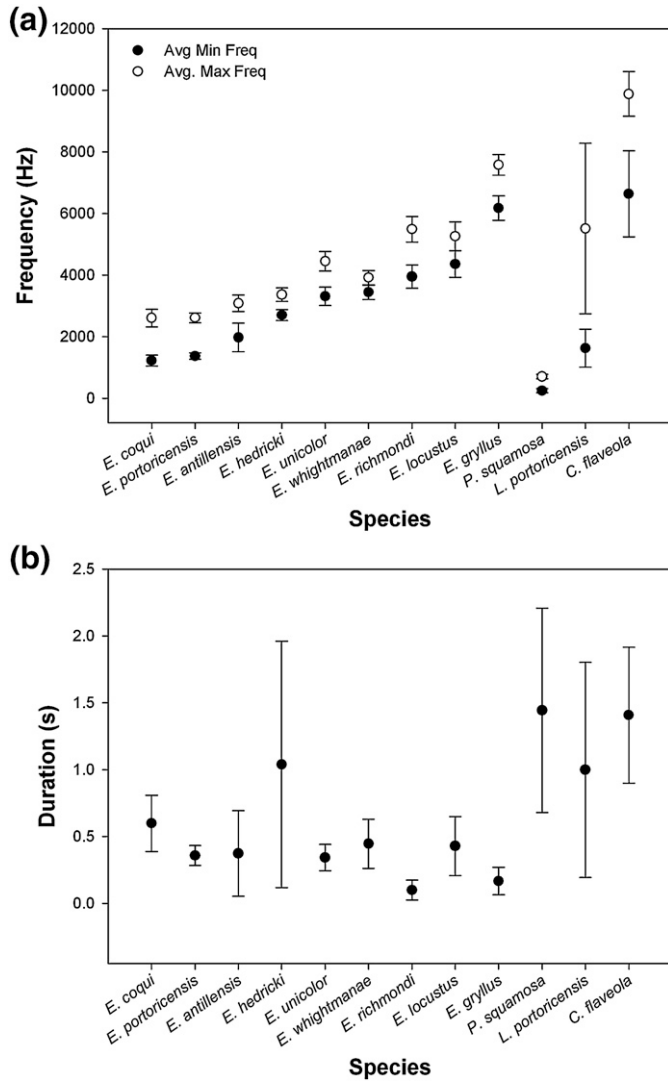 (a)
12000
10000
8000
6000
4000
2000
0
Frequency (Hz)
Avg Min Freq
Avg. Max Freq
E. coqui
E. portoricensis
E. antillensis
E. hedricki
E. unicolor
E. whightmanae
E. richmondi
E. locustus
E. gryllus
P. squamosa
L. portoricensis
C. flaveola
Species
(b)
2.5
2.0
1.5
1.0
0.5
0.0
Duration (s)
E. coqui
E. portoricensis
E. antillensis
E. hedricki
E. unicolor
E. whightmanae
E. richmondi
E. locustus
E. gryllus
P. squamosa
L. portoricensis
C. flaveola
Species